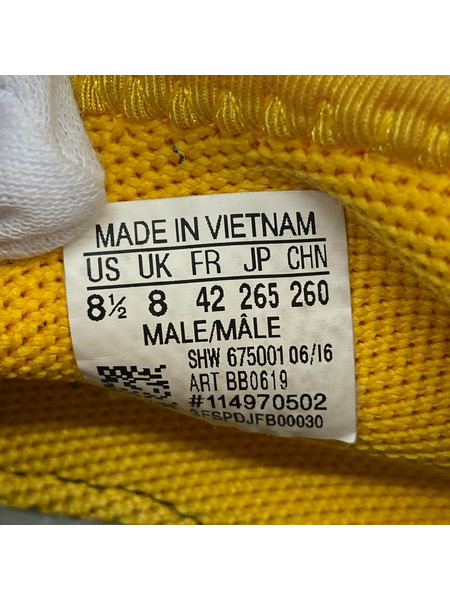 MADE IN VIETNAM
US UK FR JP CHN
8½ 8 42 265 260
MALE/MÂLE
SHW 675001 06/16
ART BB0619
#114970502
3FSPDJFB00030